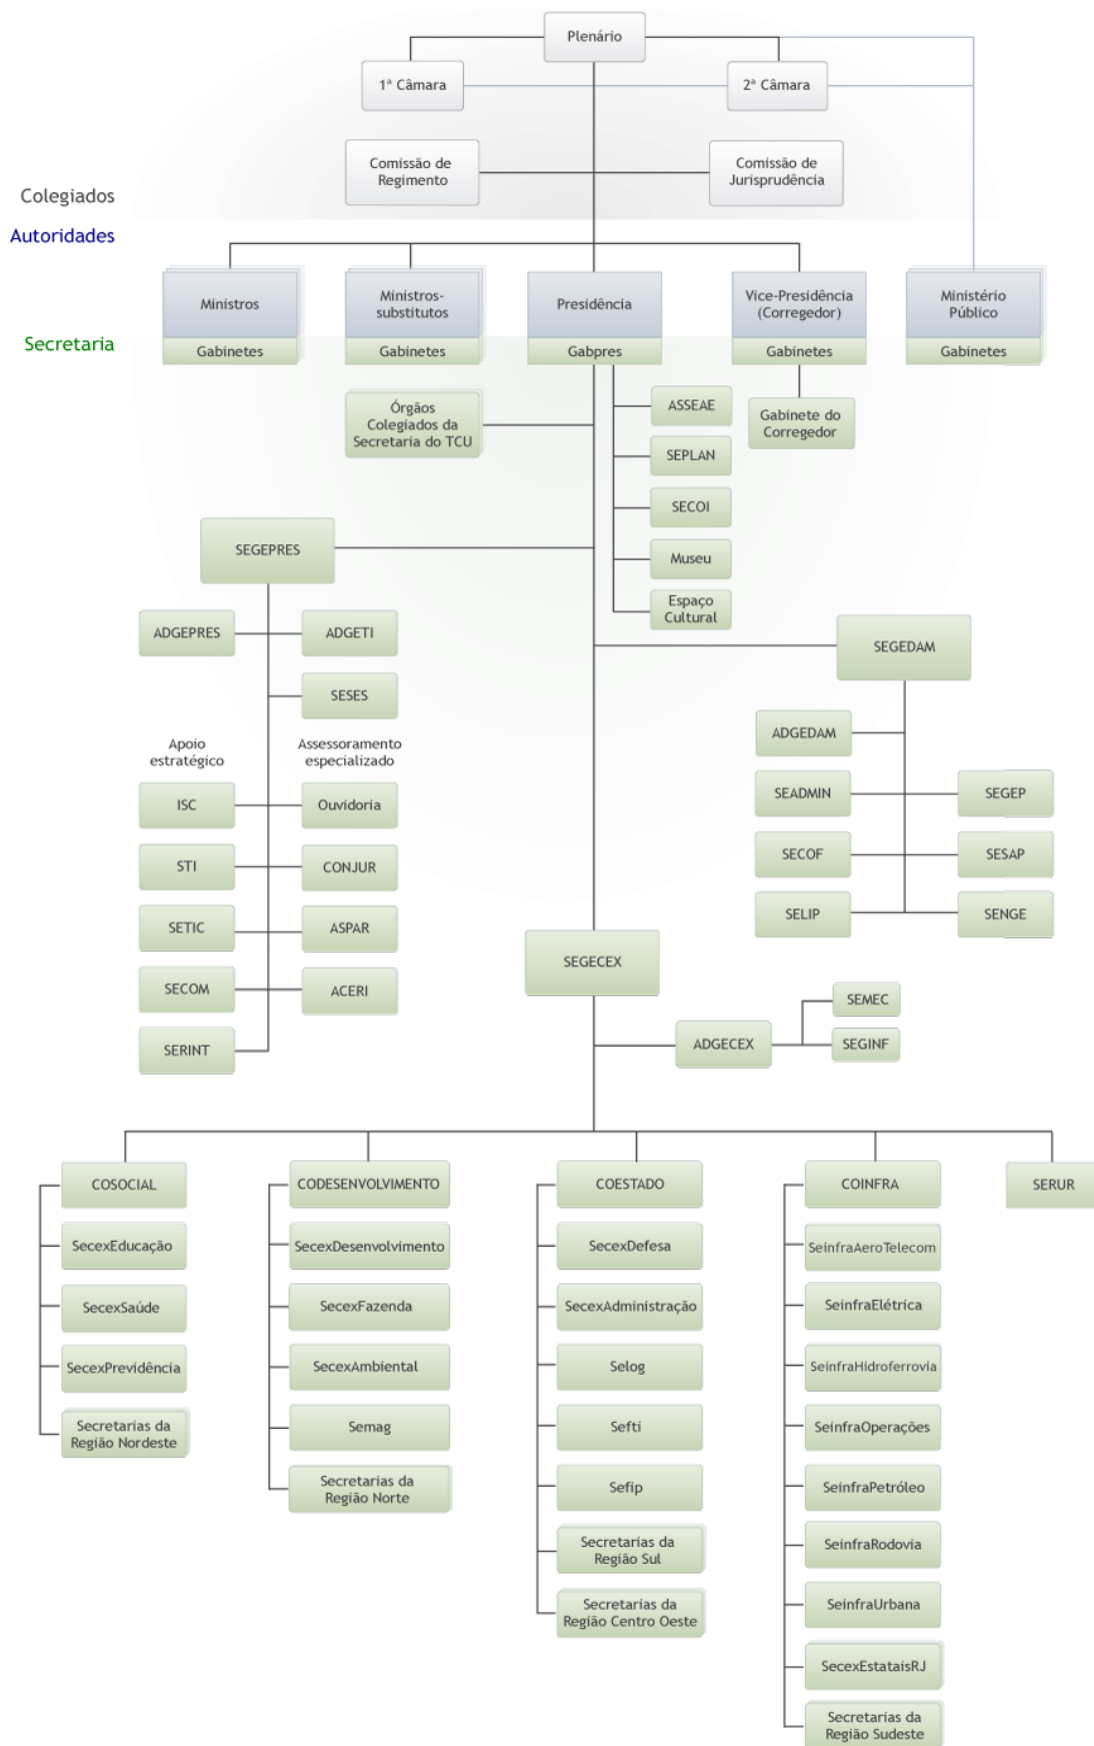 Plenário
1ª Câmara
2ª Câmara
Comissão de
Regimento
Comissão de
Jurisprudência
Colegiados
Autoridades
Ministros
Ministros-
substitutos
Presidência
Vice-Presidência
(Corregedor)
Ministério
Público
Secretaria
Gabinetes
Gabinetes
Gabpres
Gabinetes
Gabinetes
Órgãos
Colegiados da
Secretaria do TCU
ASSEAE
Gabinete do
Corregedor
SEPLAN
SECOI
Museu
Espaço
Cultural
SEGEPRES
ADGEPRES
ADGETI
SESES
Apoio
estratégico
Assessoramento
especializado
ISC
Ouvidoria
STI
CONJUR
SETIC
ASPAR
SECOM
ACERI
SERINT
SEGEDAM
ADGEDAM
SEADMIN
SEGEP
SECOF
SESAP
SELIP
SENGE
SEGECEX
SEMEC
ADGECEX
SEGINF
COSOCIAL
SecexEducação
SecexSaúde
SecexPrevidência
Secretarias da
Região Nordeste
CODESENVOLVIMENTO
SecexDesenvolvimento
SecexFazenda
SecexAmbiental
Semag
Secretarias da
Região Norte
COESTADO
SecexDefesa
SecexAdministração
Selog
Sefti
Sefip
Secretarias da
Região Sul
Secretarias da
Região Centro Oeste
COINFRA
SeinfraAeroTelecom
SeinfraElétrica
SeinfraHidroferrovia
SeinfraOperações
SeinfraPetróleo
SeinfraRodovia
SeinfraUrbana
SecexEstataisRJ
Secretarias da
Região Sudeste
SERUR